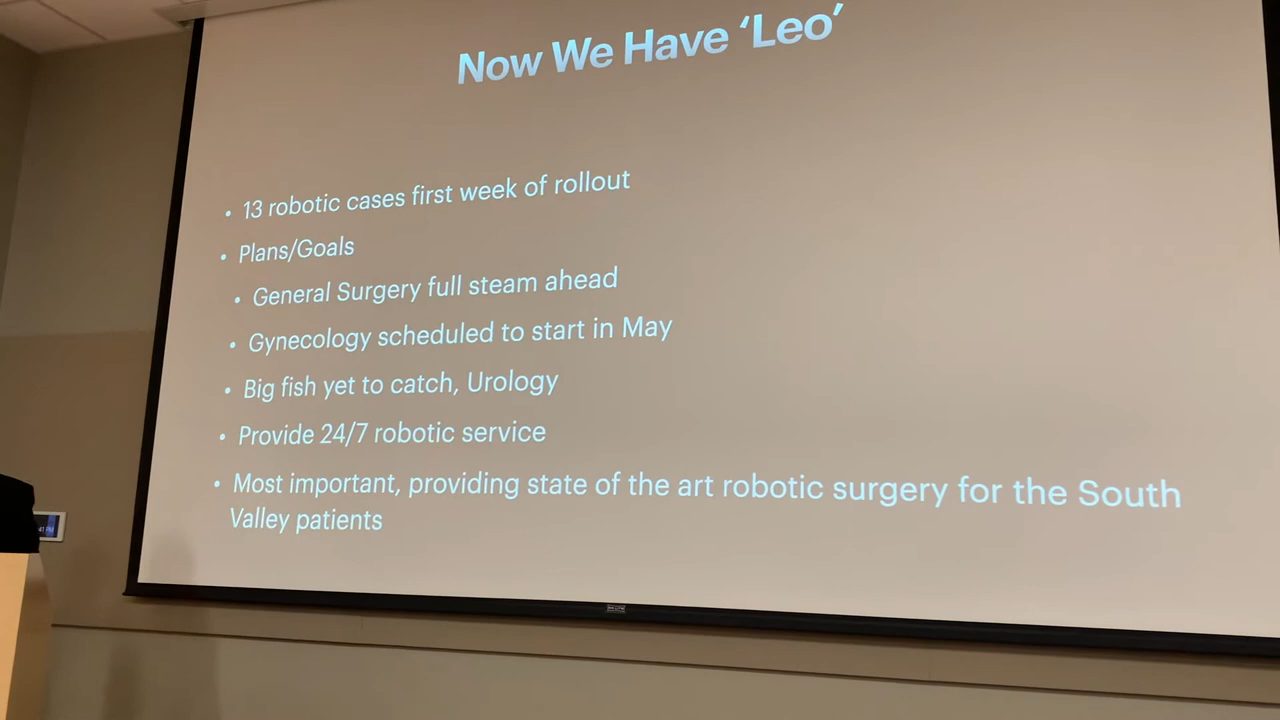 Now We Have ‘Leo’
• 13 robotic cases first week of rollout
• Plans/Goals
• General Surgery full steam ahead
• Gynecology scheduled to start in May
• Big fish yet to catch, Urology
• Provide 24/7 robotic service
• Most important, providing state of the art robotic surgery for the South
Valley patients